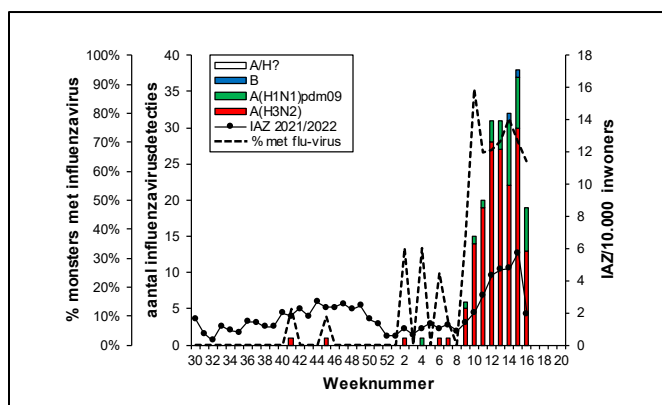 % monsters met influenzavirus
100%
90%
80%
70%
60%
50%
40%
30%
20%
10%
0%
aantal influenzavirusdetecties
40
35
30
25
20
15
10
5
0
A/H?
B
A(H1N1)pdm09
A(H3N2)
IAZ 2021/2022
% met flu-virus
18
16
14
12
10
8
6
4
2
0
IAZ/10.000 inwoners
30 32 34 36 38 40 42 44 46 48 50 52 2 4 6 8 10 12 14 16 18 20
Weeknummer